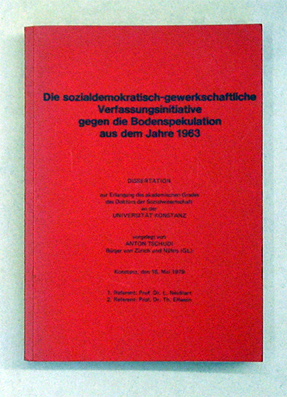 Die sozialdemokratisch-gewerkschaftliche
Verfassungsinitiative
gegen die Bodenspekulation
aus dem Jahre 1963
DISSERTATION
zur Erlangung des akademischen Grades
des Doktors der Sozialwissenschaft
an der
UNIVERSITÄT KONSTANZ
vorgelegt von
ANTON TSCHUDI
Bürger von Zürich und Näfels (GL)
Konstanz, den 15. Mai 1979
1. Referent: Prof. Dr. L.
2. Referent: Prof. Dr. Th. Ellwein